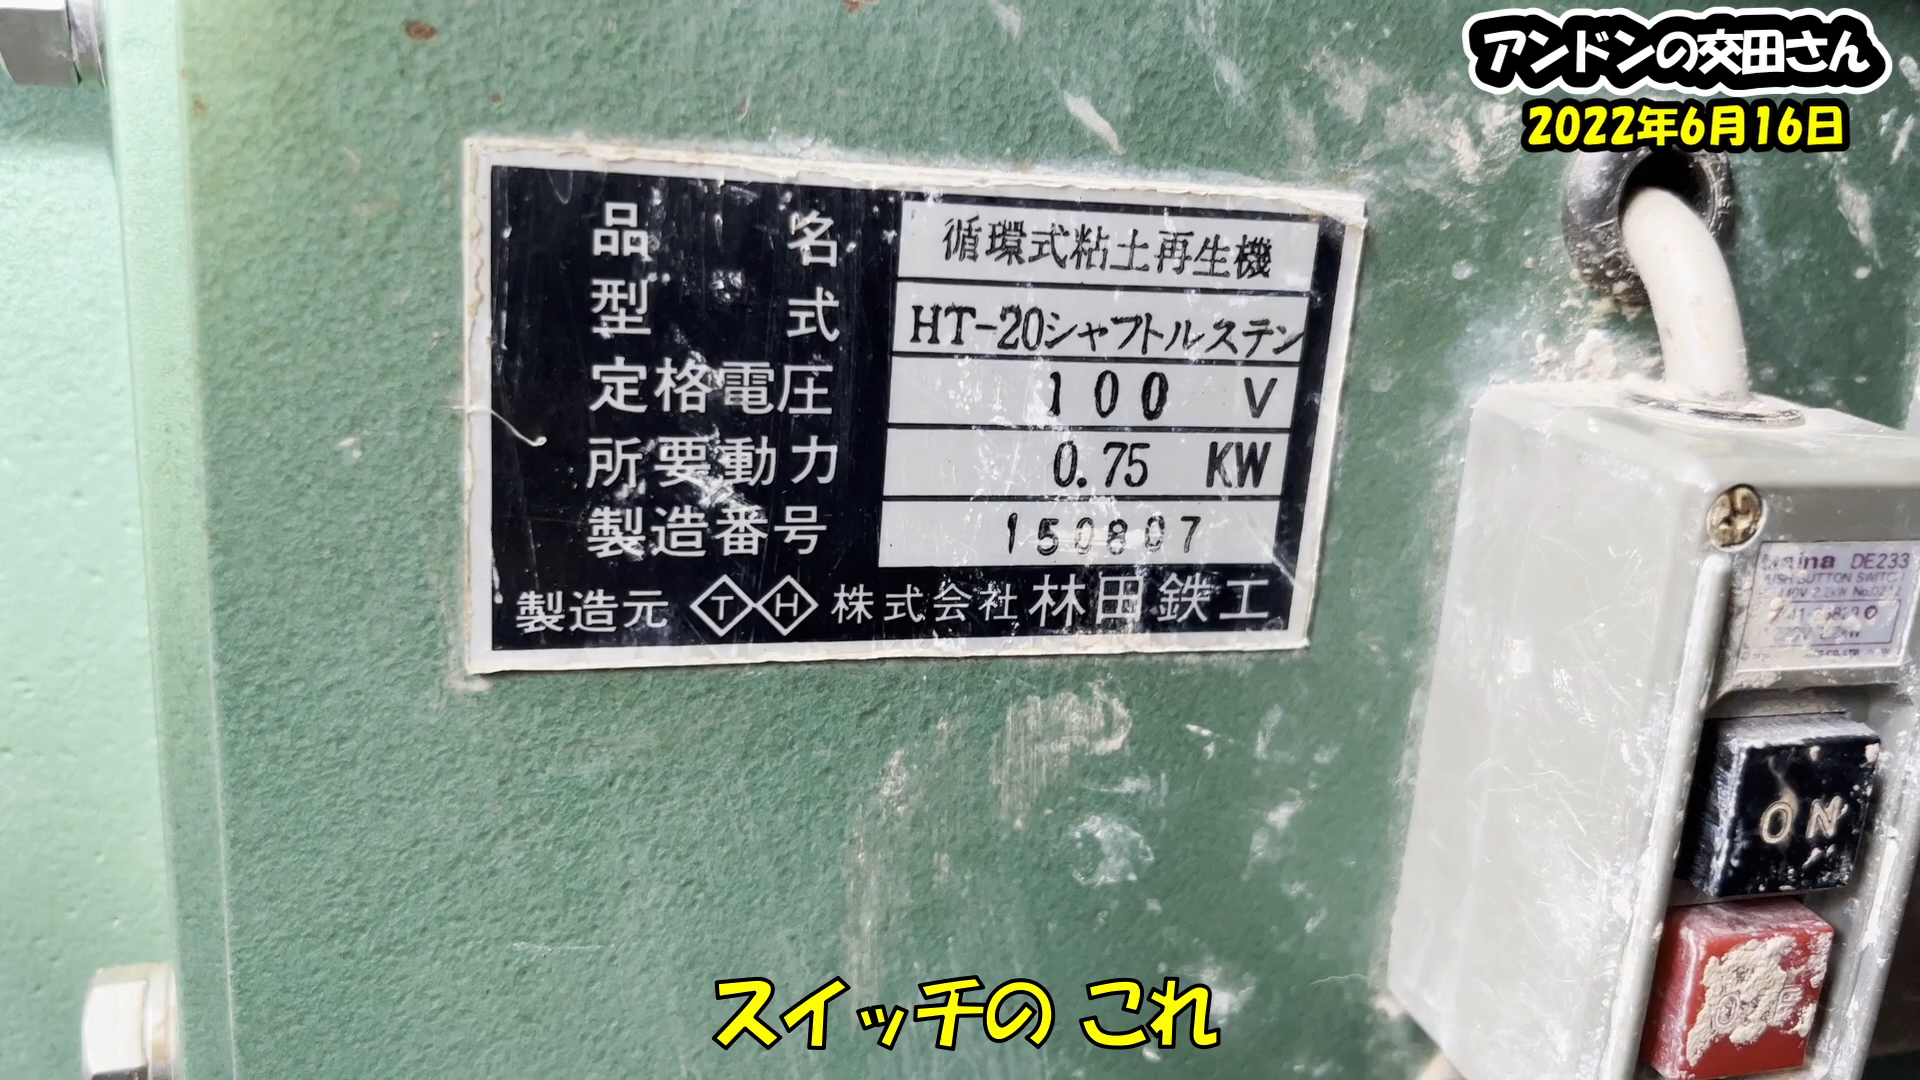 アンドンの交田さん
2022年6月16日
品名 循環式粘土再生機
型式 HT-20シャフトルステン
定格電圧 100 V
所要動力 0.75 KW
製造番号 150807
製造元 TH 株式会社 林田鉄工
DE233
ON
スイッチの これ